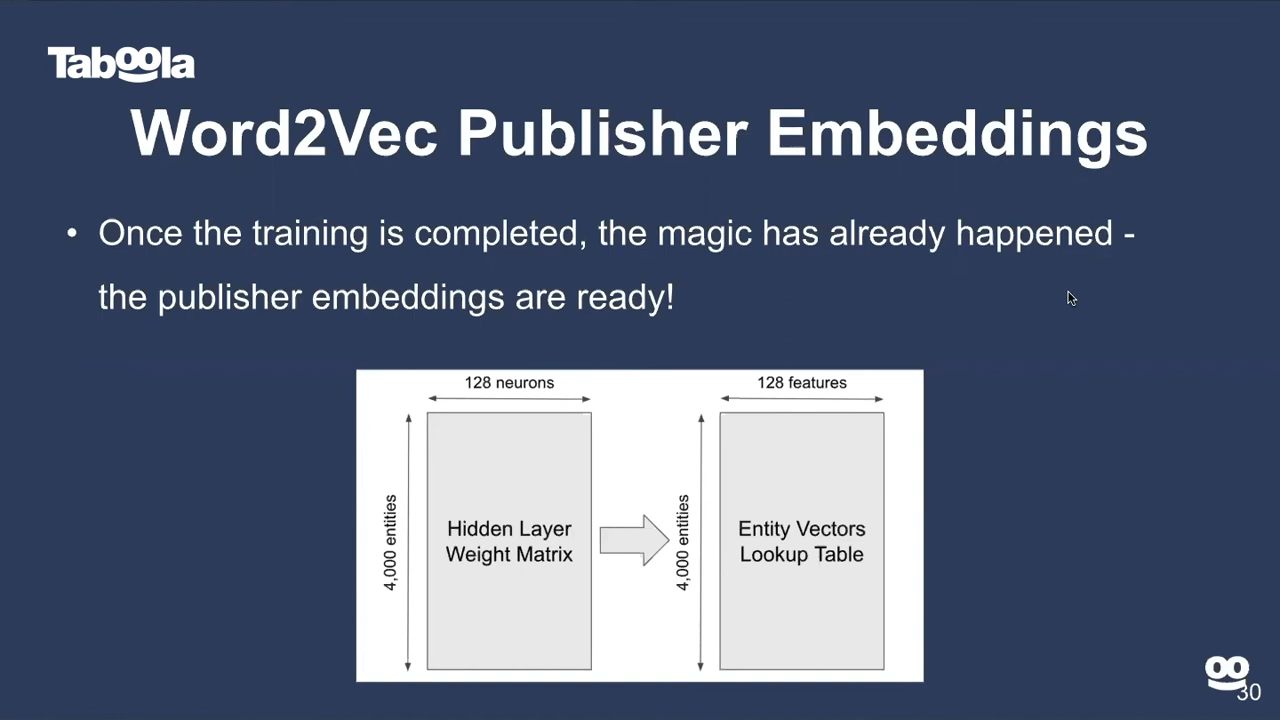 Taboola
Word2Vec Publisher Embeddings
• Once the training is completed, the magic has already happened -
the publisher embeddings are ready!
128 neurons
4,000 entities
Hidden Layer
Weight Matrix
128 features
4,000 entities
Entity Vectors
Lookup Table
30